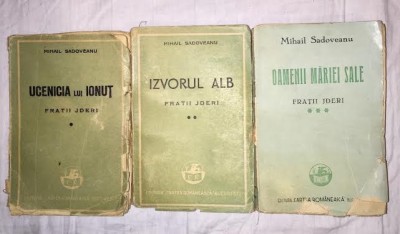 MIHAIL SADOVEANU
UCENICIA LUI IONUȚ
FRAȚII JDERI
*
MIHAIL SADOVEANU
IZVORUL ALB
FRAȚII JDERI
**
Mihail Sadoveanu
OAMENII MĂRIEI SALE
FRAȚII JDERI
***